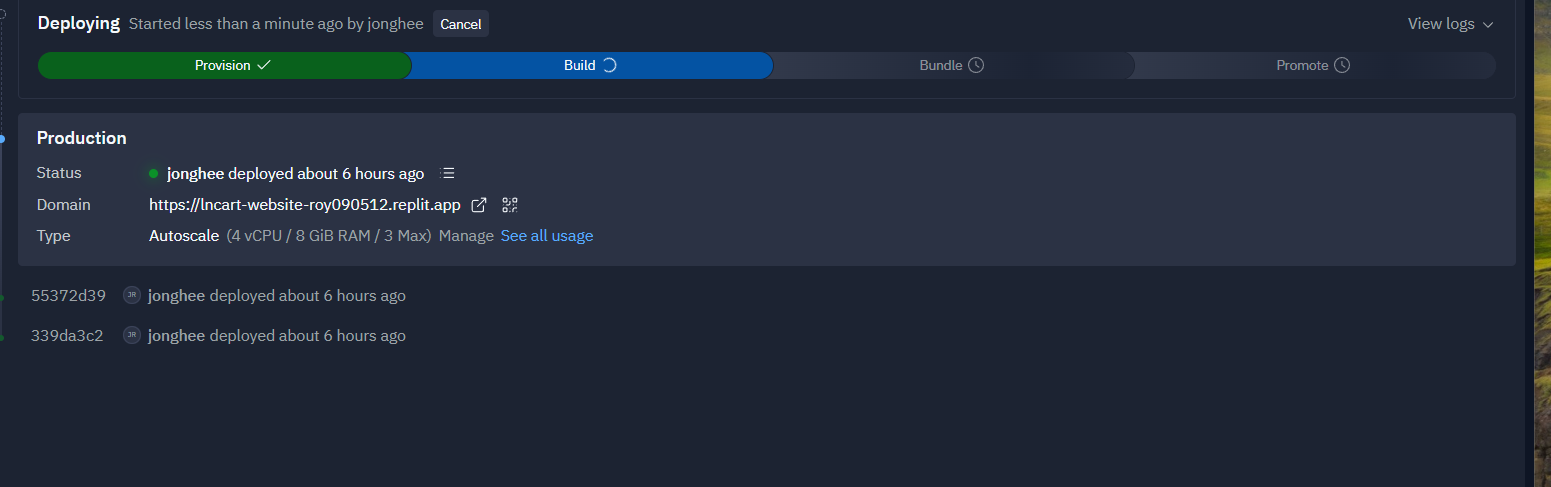 Deploying Started less than a minute ago by jonghee Cancel View logs
Provision Build Bundle Promote
Production
Status jonghee deployed about 6 hours ago
Domain https://lncart-website-roy090512.replit.app
Type Autoscale (4 vCPU / 8 GiB RAM / 3 Max) Manage See all usage
55372d39 JR jonghee deployed about 6 hours ago
339da3c2 JR jonghee deployed about 6 hours ago